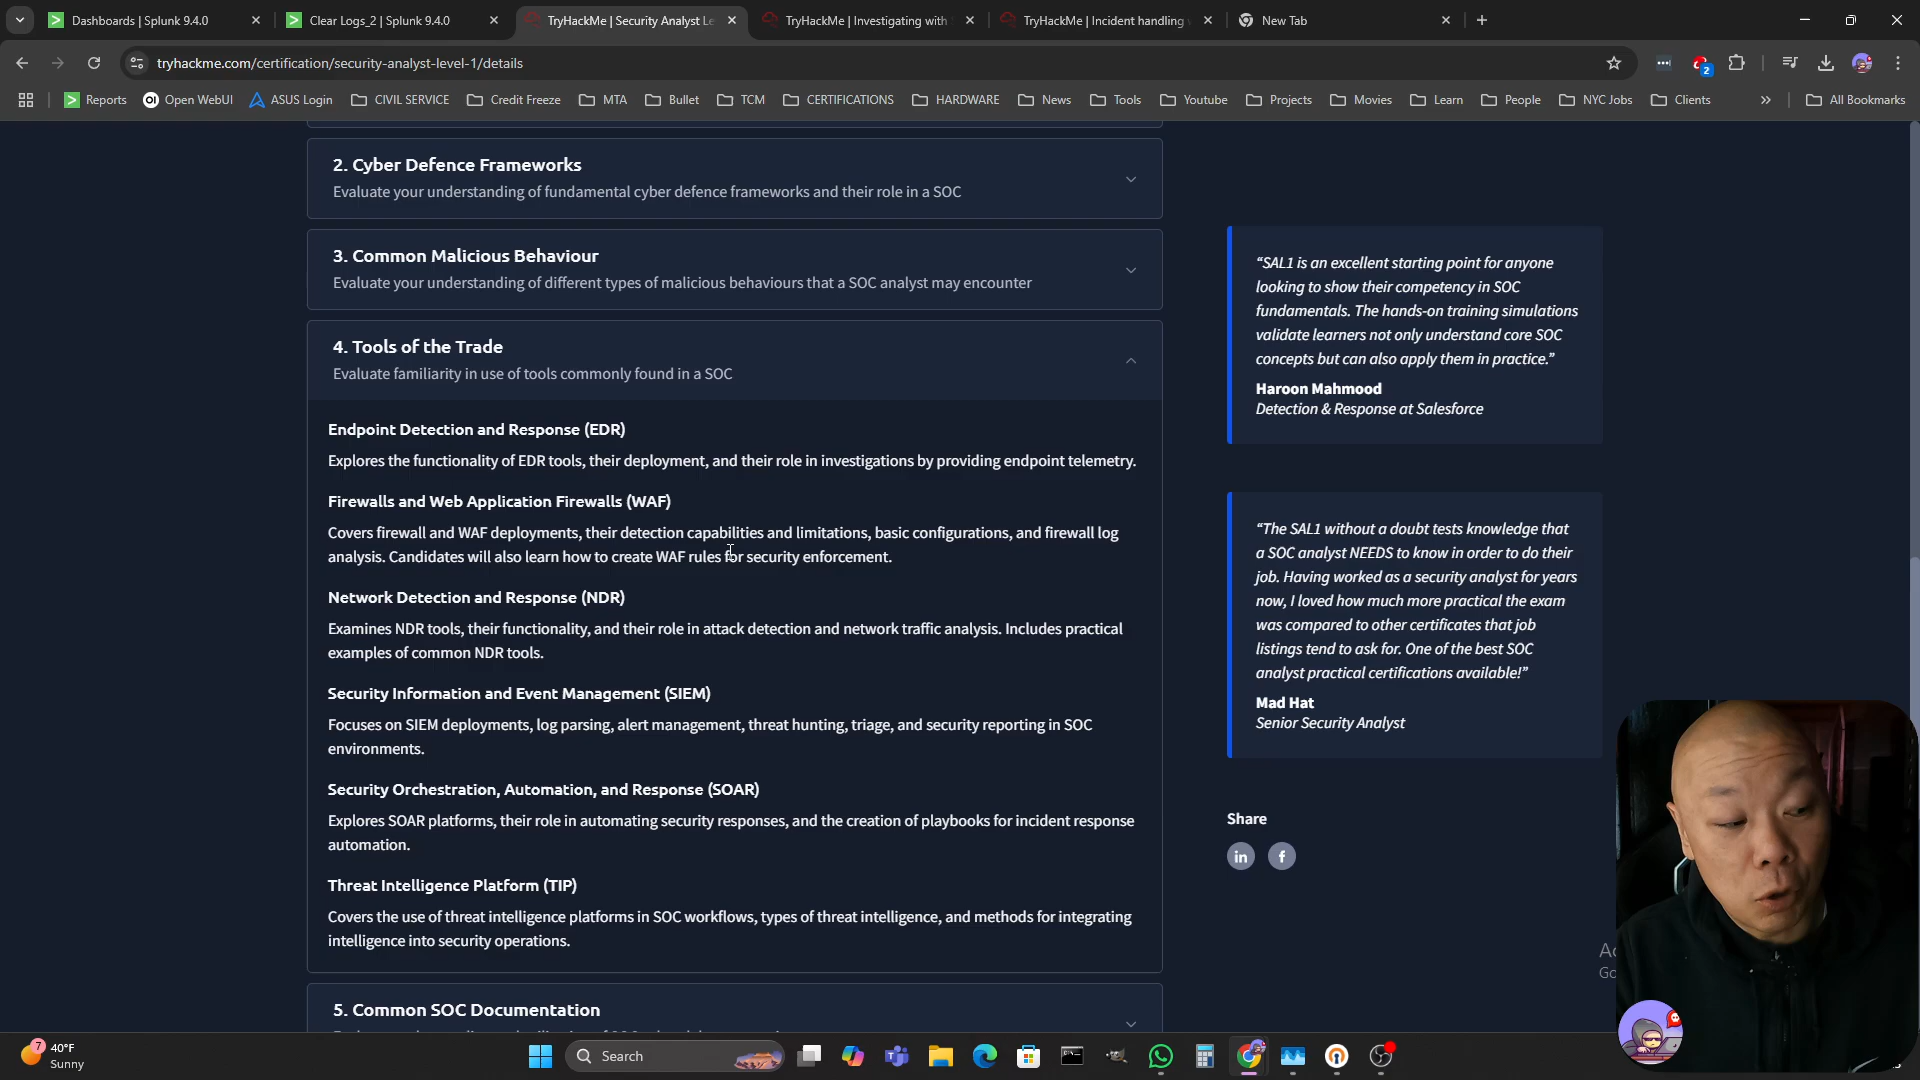 Dashboards | Splunk 9.4.0
Clear Logs_2 | Splunk 9.4.0
TryHackMe | Security Analyst Le
TryHackMe | Investigating with
TryHackMe | Incident handling
New Tab
tryhackme.com/certification/security-analyst-level-1/details
2
Reports
Open WebUI
ASUS Login
CIVIL SERVICE
Credit Freeze
MTA
Bullet
TCM
CERTIFICATIONS
HARDWARE
News
Tools
Youtube
Projects
Movies
Learn
People
NYC Jobs
Clients
All Bookmarks
2. Cyber Defence Frameworks
Evaluate your understanding of fundamental cyber defence frameworks and their role in a SOC
3. Common Malicious Behaviour
Evaluate your understanding of different types of malicious behaviours that a SOC analyst may encounter
4. Tools of the Trade
Evaluate familiarity in use of tools commonly found in a SOC
Endpoint Detection and Response (EDR)
Explores the functionality of EDR tools, their deployment, and their role in investigations by providing endpoint telemetry.
Firewalls and Web Application Firewalls (WAF)
Covers firewall and WAF deployments, their detection capabilities and limitations, basic configurations, and firewall log
analysis. Candidates will also learn how to create WAF rules for security enforcement.
Network Detection and Response (NDR)
Examines NDR tools, their functionality, and their role in attack detection and network traffic analysis. Includes practical
examples of common NDR tools.
Security Information and Event Management (SIEM)
Focuses on SIEM deployments, log parsing, alert management, threat hunting, triage, and security reporting in SOC
environments.
Security Orchestration, Automation, and Response (SOAR)
Explores SOAR platforms, their role in automating security responses, and the creation of playbooks for incident response
automation.
Threat Intelligence Platform (TIP)
Covers the use of threat intelligence platforms in SOC workflows, types of threat intelligence, and methods for integrating
intelligence into security operations.
5. Common SOC Documentation
“SAL1 is an excellent starting point for anyone
looking to show their competency in SOC
fundamentals. The hands-on training simulations
validate learners not only understand core SOC
concepts but can also apply them in practice.”
Haroon Mahmood
Detection & Response at Salesforce
“The SAL1 without a doubt tests knowledge that
a SOC analyst NEEDS to know in order to do their
job. Having worked as a security analyst for years
now, I loved how much more practical the exam
was compared to other certificates that job
listings tend to ask for. One of the best SOC
analyst practical certifications available!”
Mad Hat
Senior Security Analyst
Share
in
f
Ac
Go
7
40°F
Sunny
Search